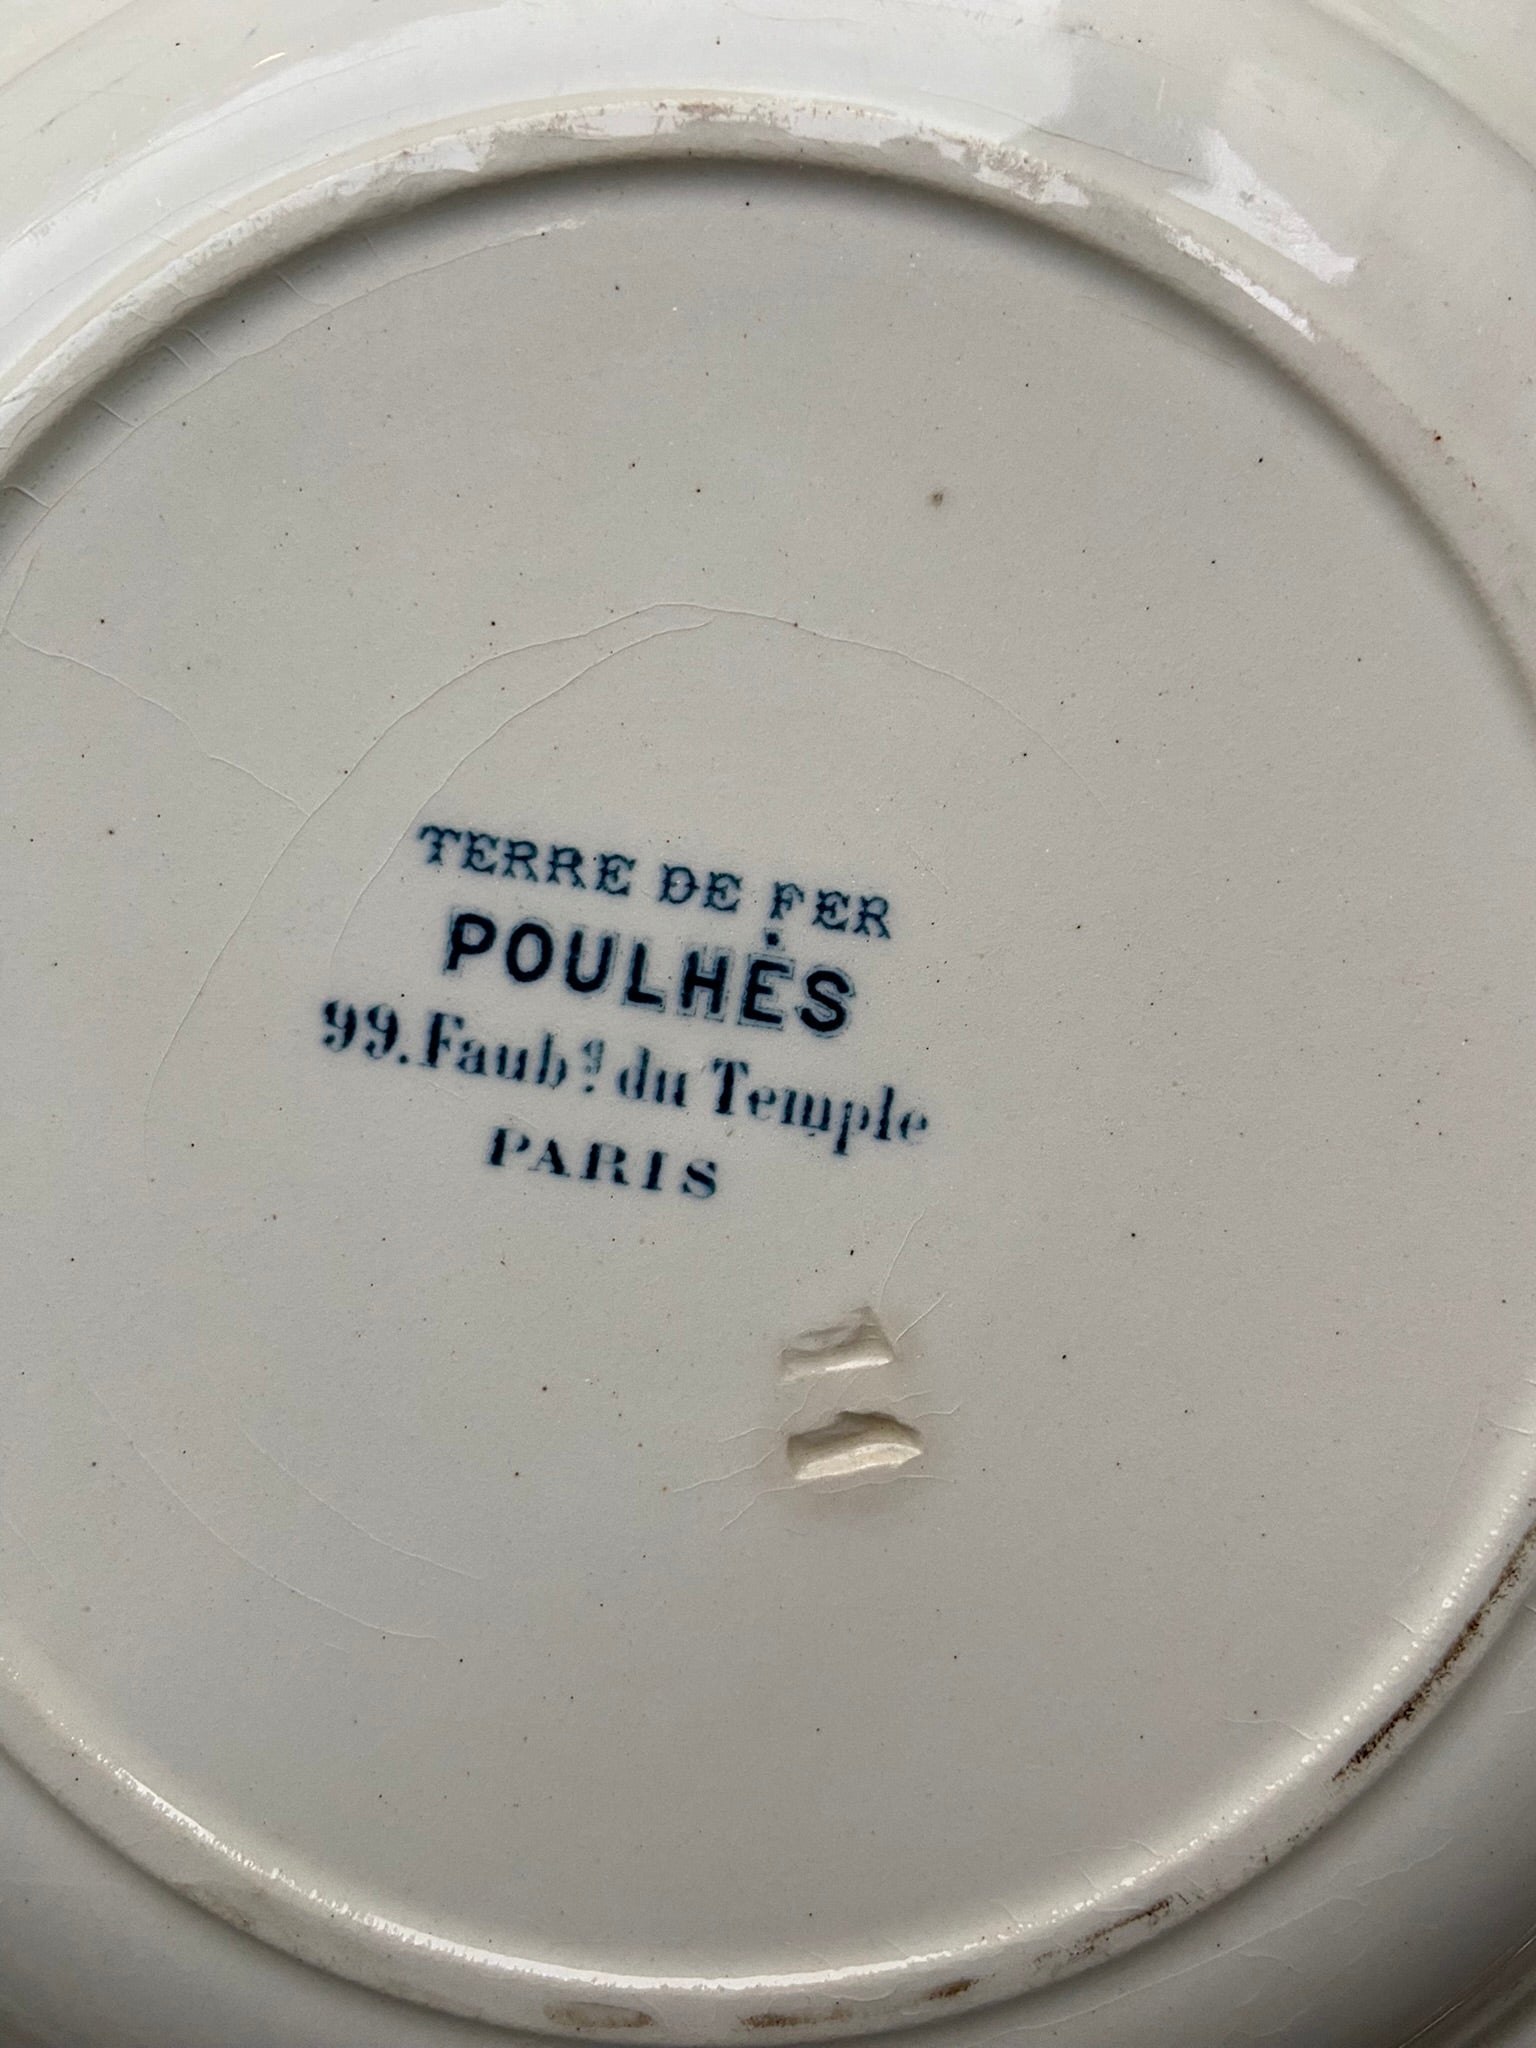 TERRE DE FER
POULHÈS
99. Faubg. du Temple
PARIS